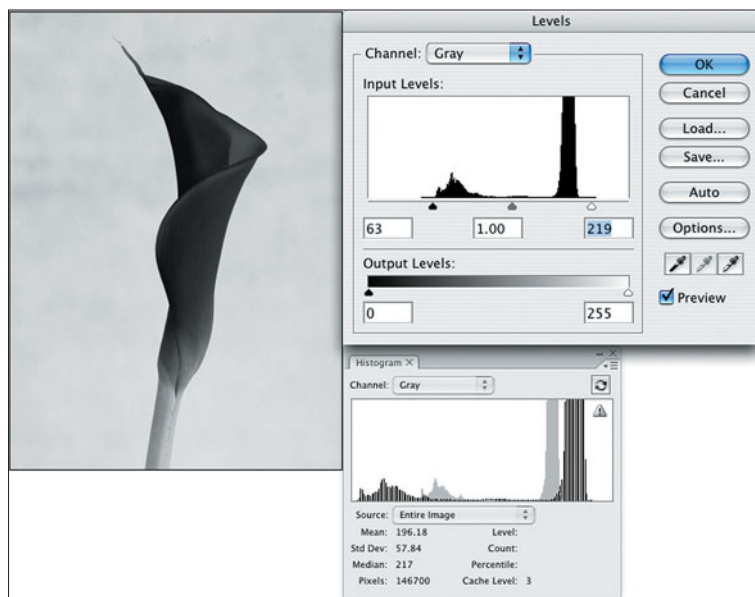 Levels
Channel: Gray
OK
Input Levels:
Cancel
Load...
Save...
Auto
63 1.00 219
Options...
Output Levels:
Preview
0 255
Histogram
Channel: Gray
Source: Entire Image
Mean: 196.18 Level:
Std Dev: 57.84 Count:
Median: 217 Percentile:
Pixels: 146700 Cache Level: 3